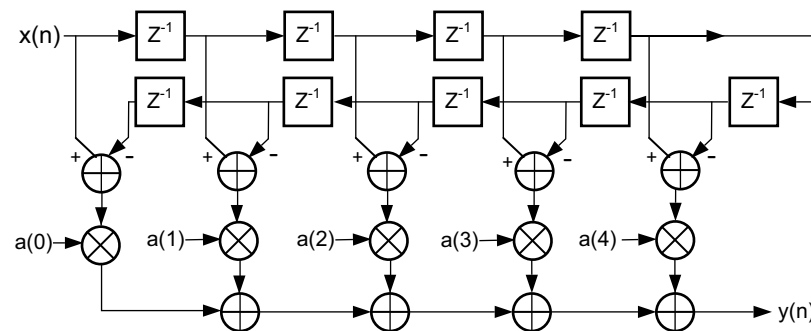 x(n) Z⁻¹ Z⁻¹ Z⁻¹ Z⁻¹
Z⁻¹ Z⁻¹ Z⁻¹ Z⁻¹ Z⁻¹
+ - + - + - + - + -
a(0) a(1) a(2) a(3) a(4)
y(n)